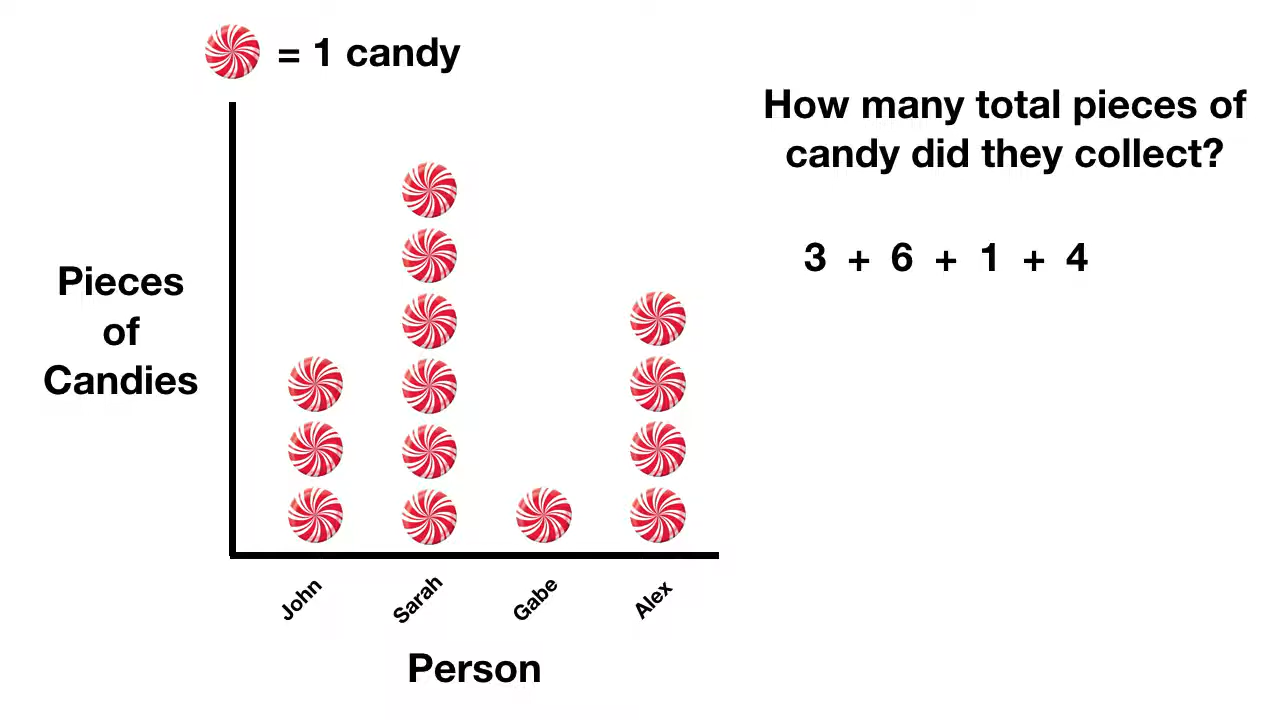 = 1 candy
How many total pieces of
candy did they collect?
3 + 6 + 1 + 4
Pieces
of
Candies
John
Sarah
Gabe
Alex
Person